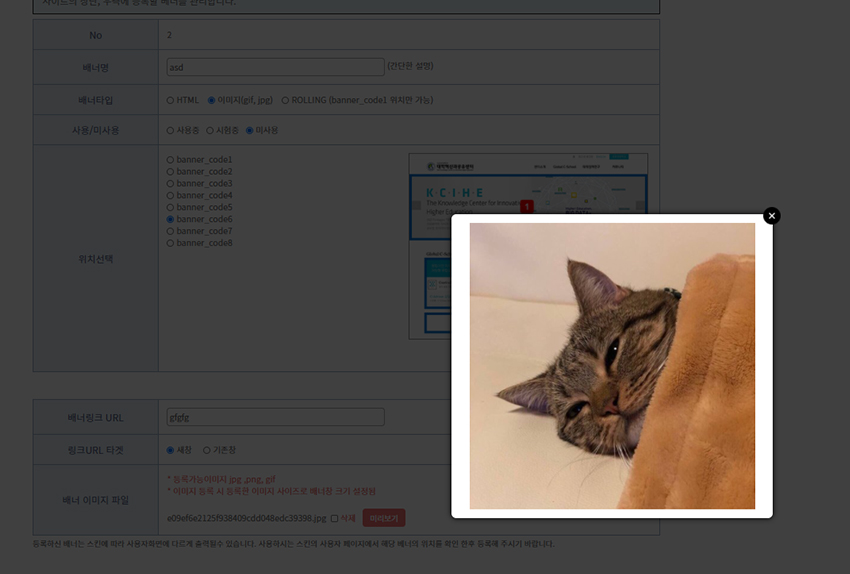 사이트의 상단, 우측에 등록될 배너를 관리합니다.
No
2
배너명
asd
(간단한 설명)
배너타입
HTML
이미지(gif, jpg)
ROLLING (banner_code1 위치만 가능)
사용/미사용
사용중
시험중
미사용
위치선택
banner_code1
banner_code2
banner_code3
banner_code4
banner_code5
banner_code6
banner_code7
banner_code8
K·C·I·H·E
The Knowledge Center for Innovati
Higher Ed
1
배너링크 URL
gfgfg
링크URL 타겟
새창
기존창
배너 이미지 파일
* 등록가능이미지 jpg ,png, gif
* 이미지 등록 시 등록한 이미지 사이즈로 배너창 크기 설정됨
e09ef6e2125f938409cdd048edc39398.jpg
삭제
미리보기
등록하신 배너는 스킨에 따라 사용자화면에 다르게 출력될수 있습니다. 사용하시는 스킨의 사용자 페이지에서 해당 배너의 위치를 확인 한후 등록해 주시기 바랍니다.